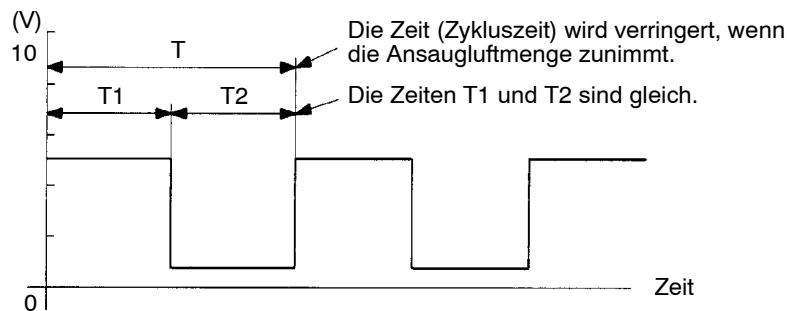 (V)
10
T
Die Zeit (Zykluszeit) wird verringert, wenn
die Ansaugluftmenge zunimmt.
T1
T2
Die Zeiten T1 und T2 sind gleich.
Zeit
0